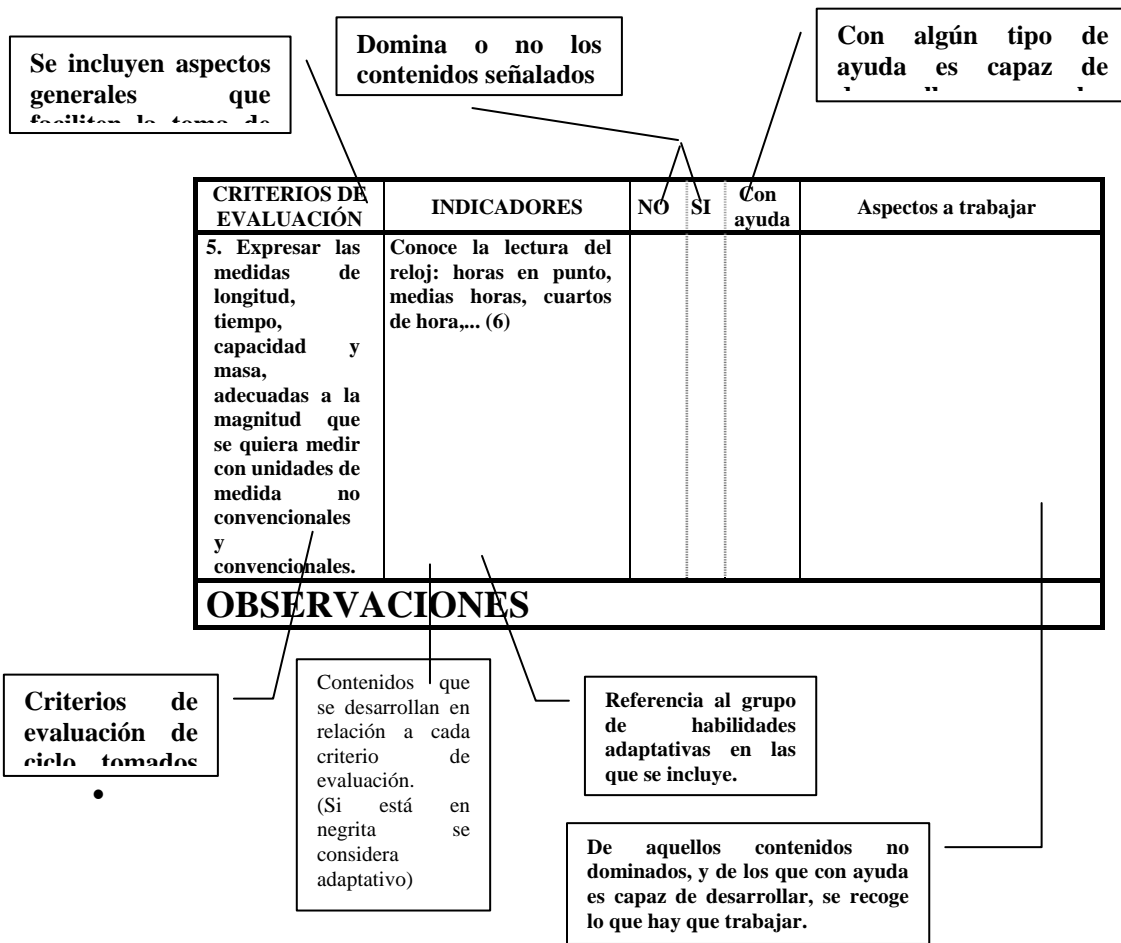 Se incluyen aspectos
generales que
faciliten la toma de
Domina o no los
contenidos señalados
Con algún tipo de
ayuda es capaz de
CRITERIOS DE
EVALUACIÓN
INDICADORES
NO
SI
Con
ayuda
Aspectos a trabajar
5. Expresar las
medidas de
longitud,
tiempo,
capacidad y
masa,
adecuadas a la
magnitud que
se quiera medir
con unidades de
medida no
convencionales
y
convencionales.
Conoce la lectura del
reloj: horas en punto,
medias horas, cuartos
de hora,... (6)
OBSERVACIONES
Criterios de
evaluación de
ciclo tomados
Contenidos que
se desarrollan en
relación a cada
criterio de
evaluación.
(Si está en
negrita se
considera
adaptativo)
Referencia al grupo
de habilidades
adaptativas en las
que se incluye.
De aquellos contenidos no
dominados, y de los que con ayuda
es capaz de desarrollar, se recoge
lo que hay que trabajar.